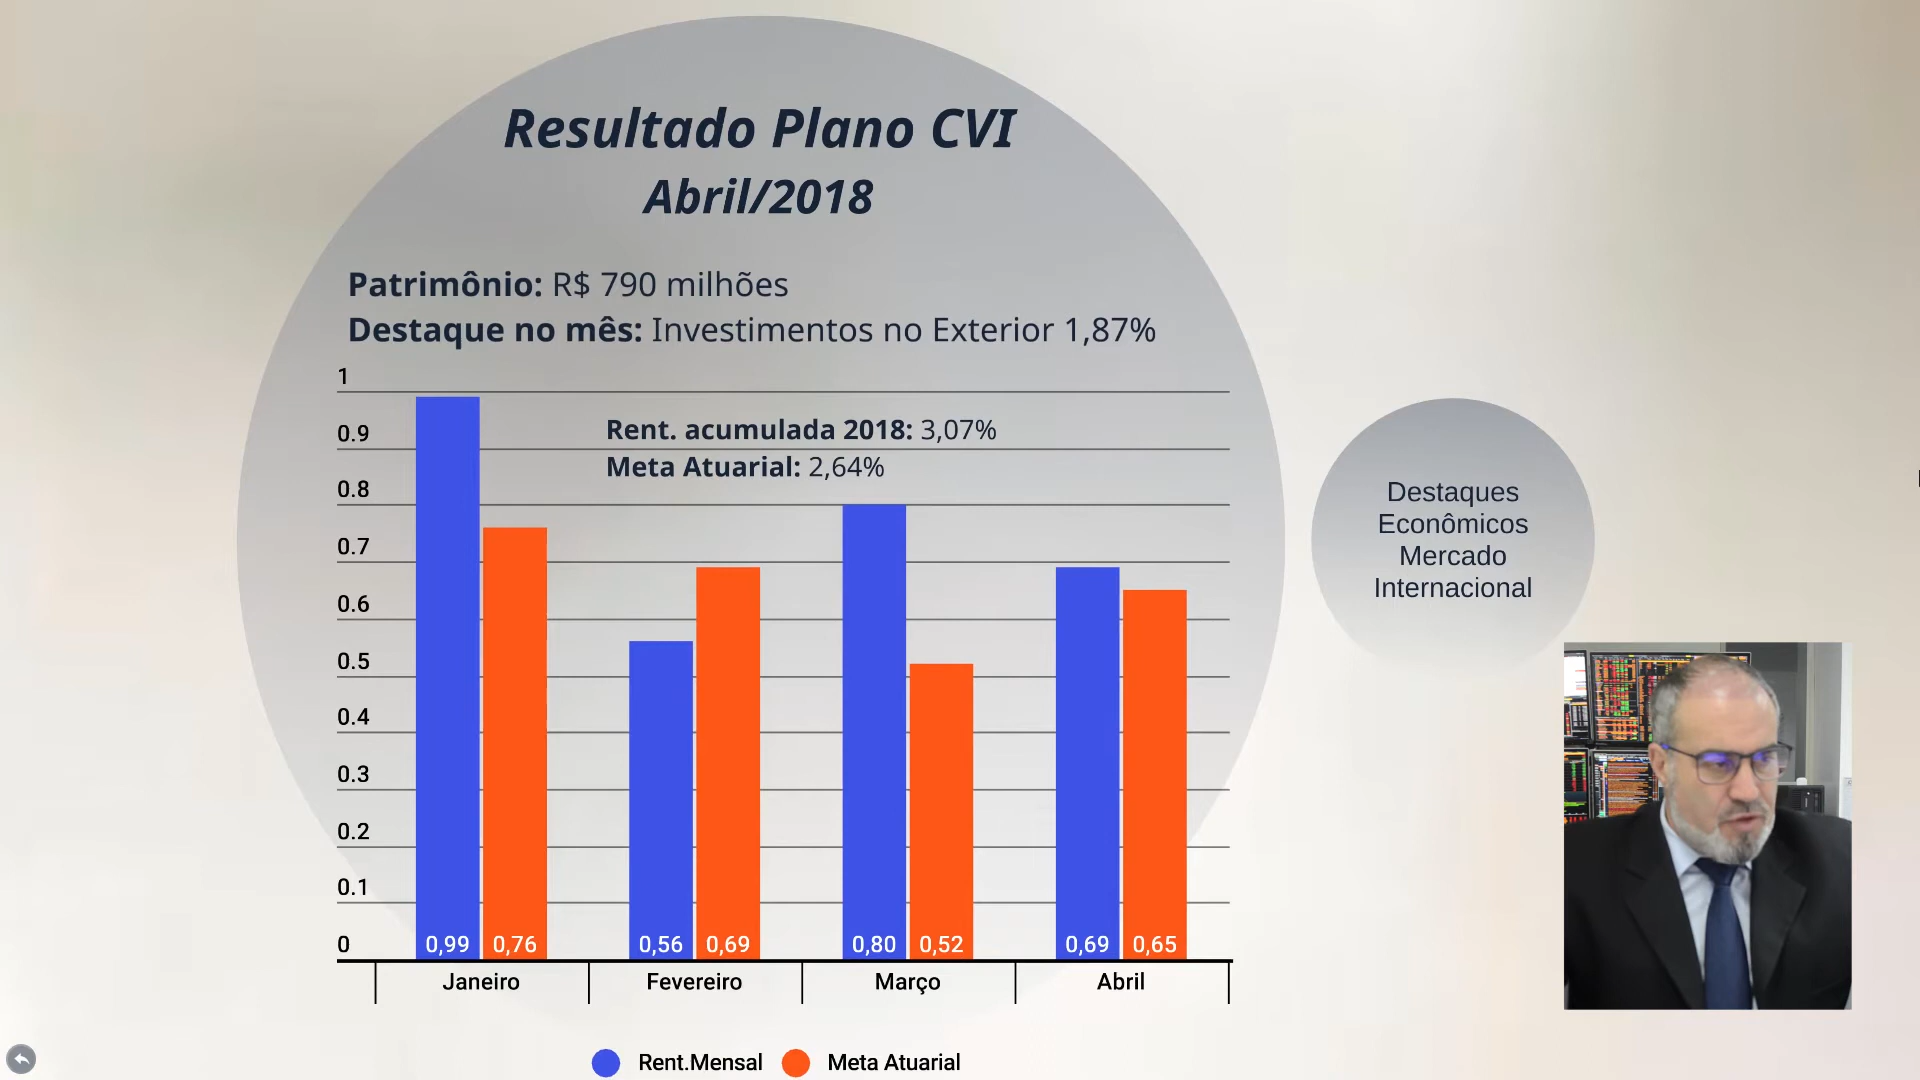 Resultado Plano CVI
Abril/2018
Patrimônio: R$ 790 milhões
Destaque no mês: Investimentos no Exterior 1,87%
1
Rent. acumulada 2018: 3,07%
0.9
Meta Atuarial: 2,64%
0.8
0.7
0.6
0.5
0.4
0.3
0.2
0.1
0
0,99 0,76 0,56 0,69 0,80 0,52 0,69 0,65
Janeiro Fevereiro Março Abril
Rent.Mensal Meta Atuarial
Destaques
Econômicos
Mercado
Internacional